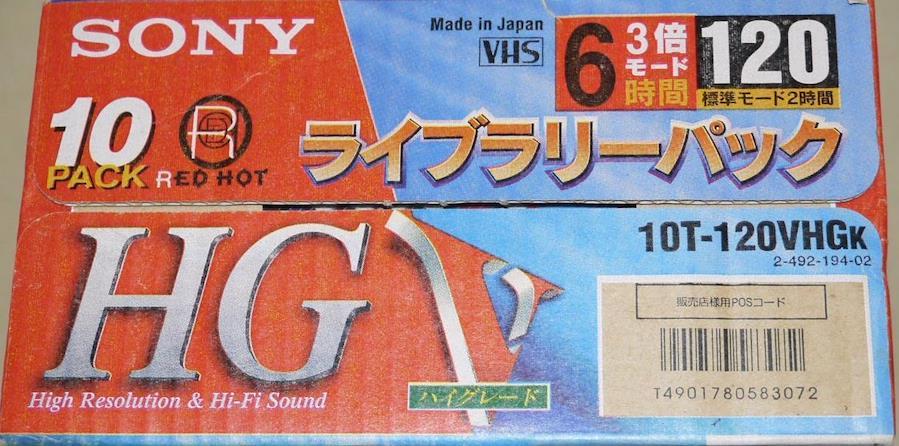 SONY
Made in Japan
VHS
6
3倍
モード
時間
120
標準モード2時間
10
PACK
R
RED HOT
ライブラリーパック
HG
10T-120VHGK
2-492-194-02
販売店様用POSコード
T4901780583072
High Resolution & Hi-Fi Sound
ハイグレード